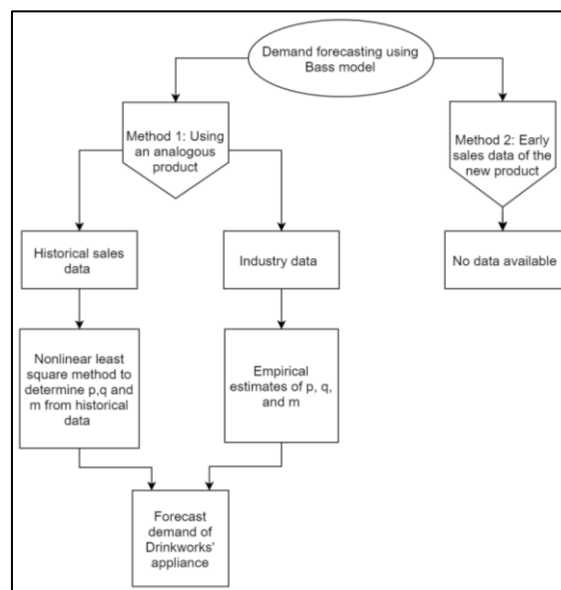 Demand forecasting using
Bass model
Method 1: Using
an analogous
product
Method 2: Early
sales data of the
new product
Historical sales
data
Industry data
No data available
Nonlinear least
square method to
determine p,q and
m from historical
data
Empirical
estimates of p, q,
and m
Forecast
demand of
Drinkworks'
appliance